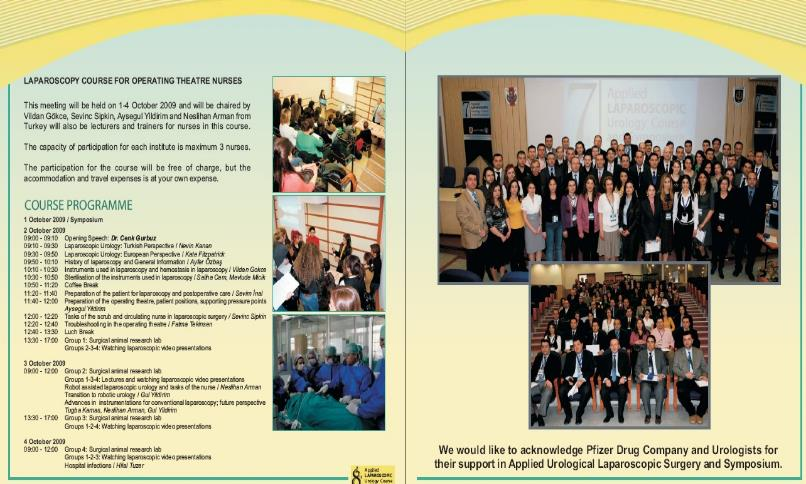 LAPAROSCOPY COURSE FOR OPERATING THEATRE NURSES
This meeting will be held on 1-4 October 2009 and will be chaired by
Vildan Gökce, Sevinc Sipkin, Aysegul Yildirim and Neslihan Arman from
Turkey will also be lecturers and trainers for nurses in this course.
The capacity of participation for each institute is maximum 3 nurses.
The participation for the course will be free of charge, but the
accommodation and travel expenses is at your own expense.
COURSE PROGRAMME
1 October 2009 / Symposium
2 October 2009
09:00 - 09:10 Opening Speech: Dr. Cenk Gurbuz
09:10 - 09:30 Laparoscopic Urology: Turkish Perspective / Nevin Kanan
09:30 - 09:50 Laparoscopic Urology: European Perspective / Kate Fitzpatrick
09:50 - 10:10 History of laparoscopy and General Information / Ayfer Özbaş
10:10 - 10:30 Instruments used in laparoscopy and hemostasis in laparoscopy / Vildan Gokce
10:30 - 10:50 Sterilisation of the instruments used in laparoscopy / Saliha Cam, Mevlude
10:50 - 11:20 Coffee Break
11:20 - 11:40 Preparation of the patient for laparoscopy and postoperative care / Sevim İnal
11:40 - 12:00 Preparation of the operating theatre, patient positions, supporting pressure points
Aysegul Yildirim
12:00 - 12:20 Tasks of the scrub and circulating nurse in laparoscopic surgery / Sevinc Sipkin
12:20 - 12:40 Troubleshooting in the operating theatre / Fatma Tekinsen
12:40 - 13:30 Luch Break
13:30 - 17:00 Group 1: Surgical animal research lab
Groups 2-3-4: Watching laparoscopic video presentations
3 October 2009
09:00 - 12:00 Group 2: Surgical animal research lab
Groups 1-3-4: Lectures and watching laparoscopic video presentations
Robot assisted laparoscopic urology and tasks of the nurse / Neslihan Arman
Transition to robotic urology / Gul Yildirim
Advances in instrumentations for conventional laparoscopy; future perspective
Tugba Karnas, Neslihan Arman, Gul Yildirim
13:30 - 17:00 Group 3: Surgical animal research lab
Groups 1-2-4: Watching laparoscopic video presentations
4 October 2009
09:00 - 12:00 Group 4: Surgical animal research lab
Groups 1-2-3: Watching laparoscopic video presentations
Hospital infections / Hilal Tuzer
8 Applied
LAPAROSCOPIC
Urology Course
7 Applied
LAPAROSCOPIC
Urology Course
We would like to acknowledge Pfizer Drug Company and Urologists for
their support in Applied Urological Laparoscopic Surgery and Symposium.